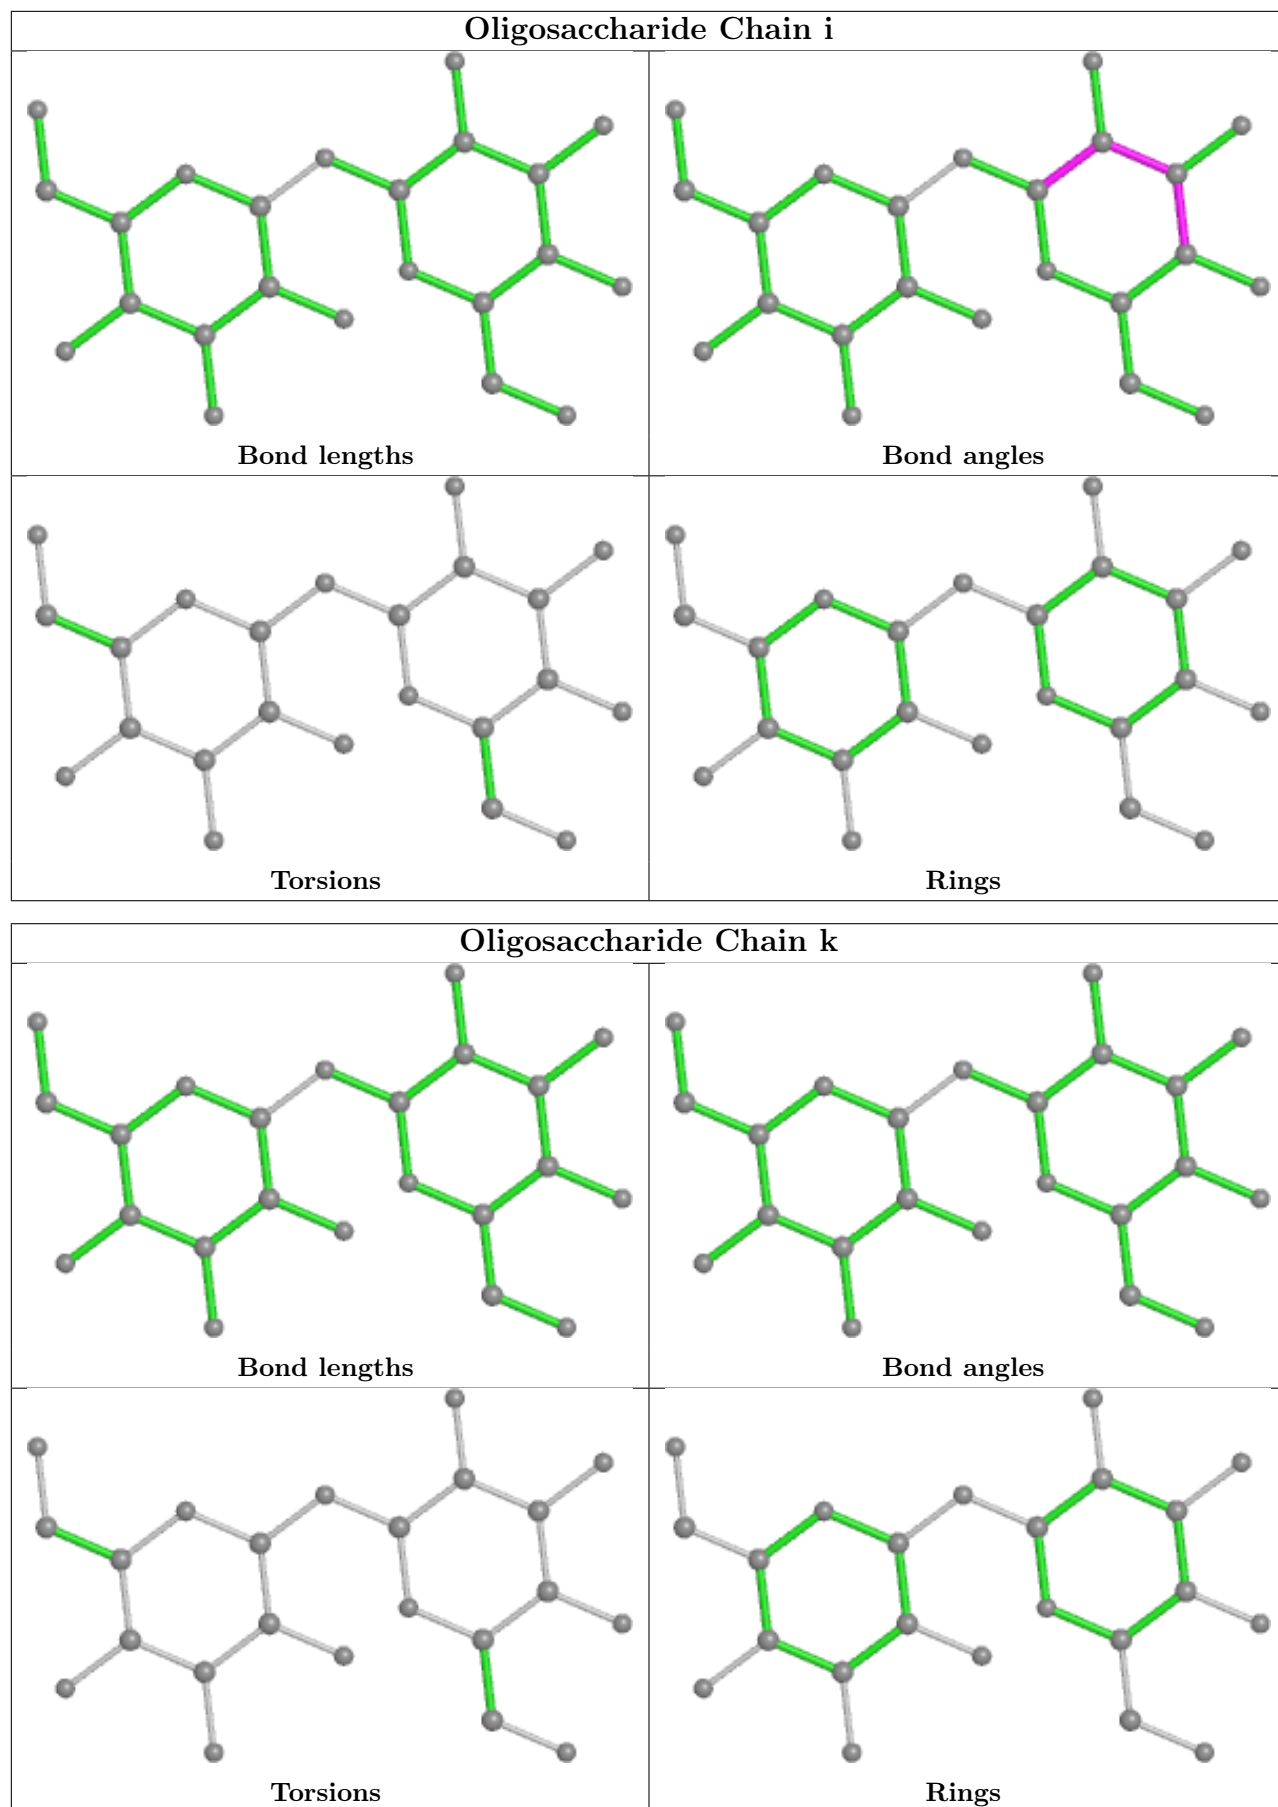 Oligosaccharide Chain i
Bond lengths
Bond angles
Torsions
Rings
Oligosaccharide Chain k
Bond lengths
Bond angles
Torsions
Rings